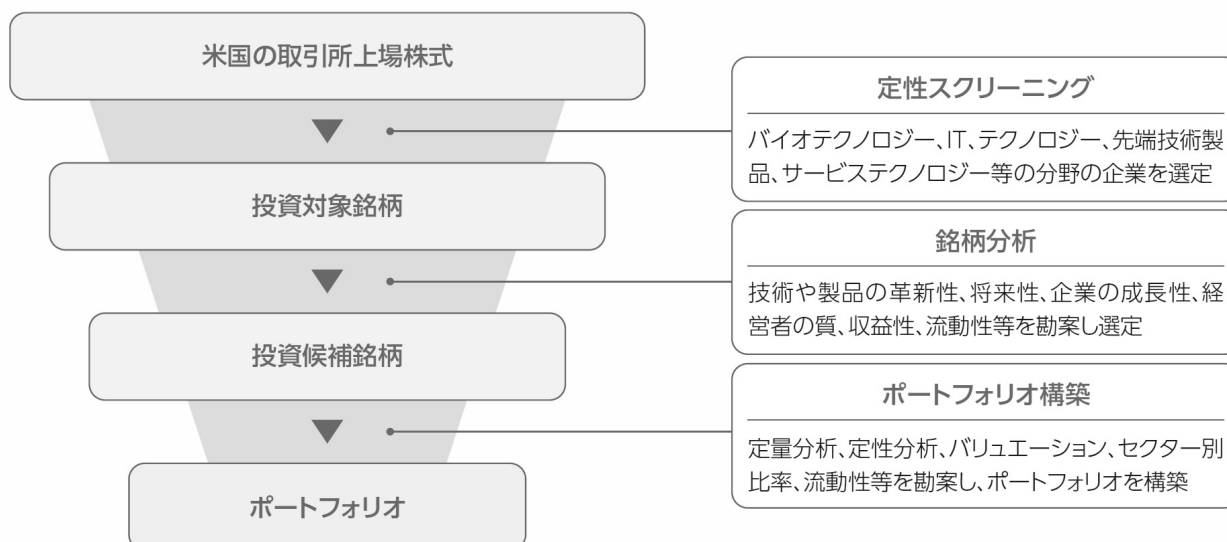 米国の取引所上場株式
定性スクリーニング
バイオテクノロジー、IT、テクノロジー、先端技術製
品、サービステクノロジー等の分野の企業を選定
投資対象銘柄
銘柄分析
技術や製品の革新性、将来性、企業の成長性、経
営者の質、収益性、流動性等を勘案し選定
投資候補銘柄
ポートフォリオ構築
定量分析、定性分析、バリュエーション、セクター別
比率、流動性等を勘案し、ポートフォリオを構築
ポートフォリオ